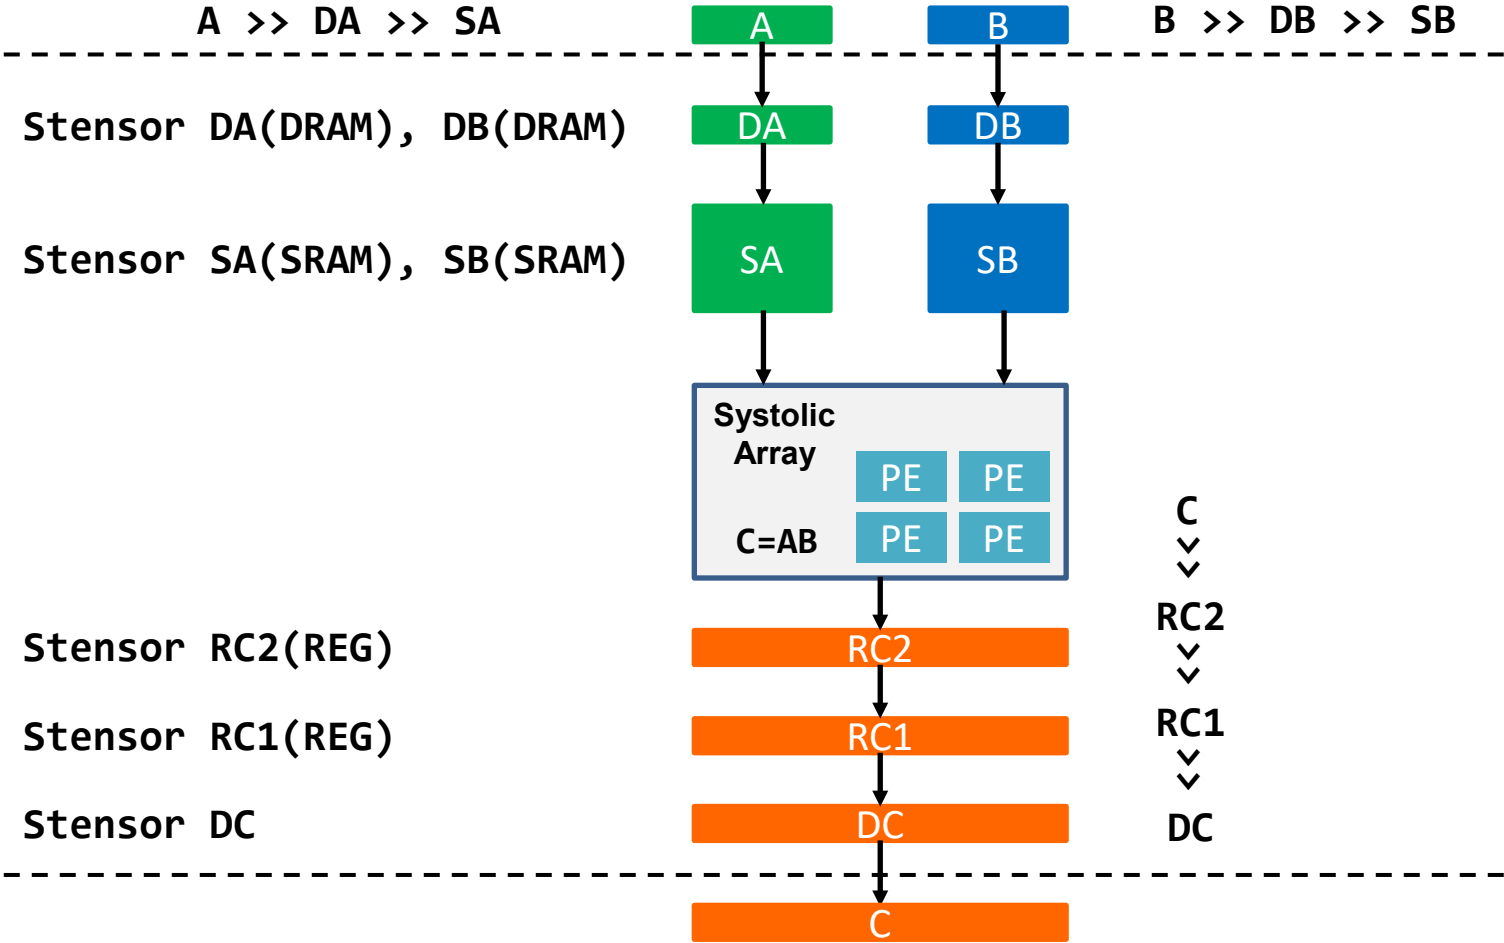 A >> DA >> SA
A
B
B >> DB >> SB
Stensor DA(DRAM), DB(DRAM)
DA
DB
Stensor SA(SRAM), SB(SRAM)
SA
SB
Systolic
Array
PE
PE
C=AB
PE
PE
C
>>
RC2
>>
RC1
>>
DC
Stensor RC2(REG)
RC2
Stensor RC1(REG)
RC1
Stensor DC
DC
C